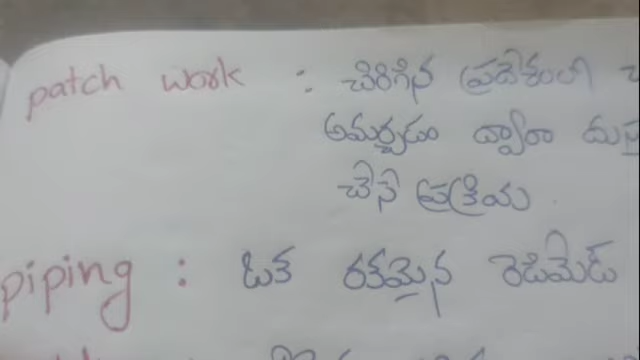 patch work : చిరిగిన ప్రదేశంలో
అమర్చడం ద్వారా దుస్త
చేసే ప్రక్రియ.
piping : ఒకే రకమైన రెడిమేడ్